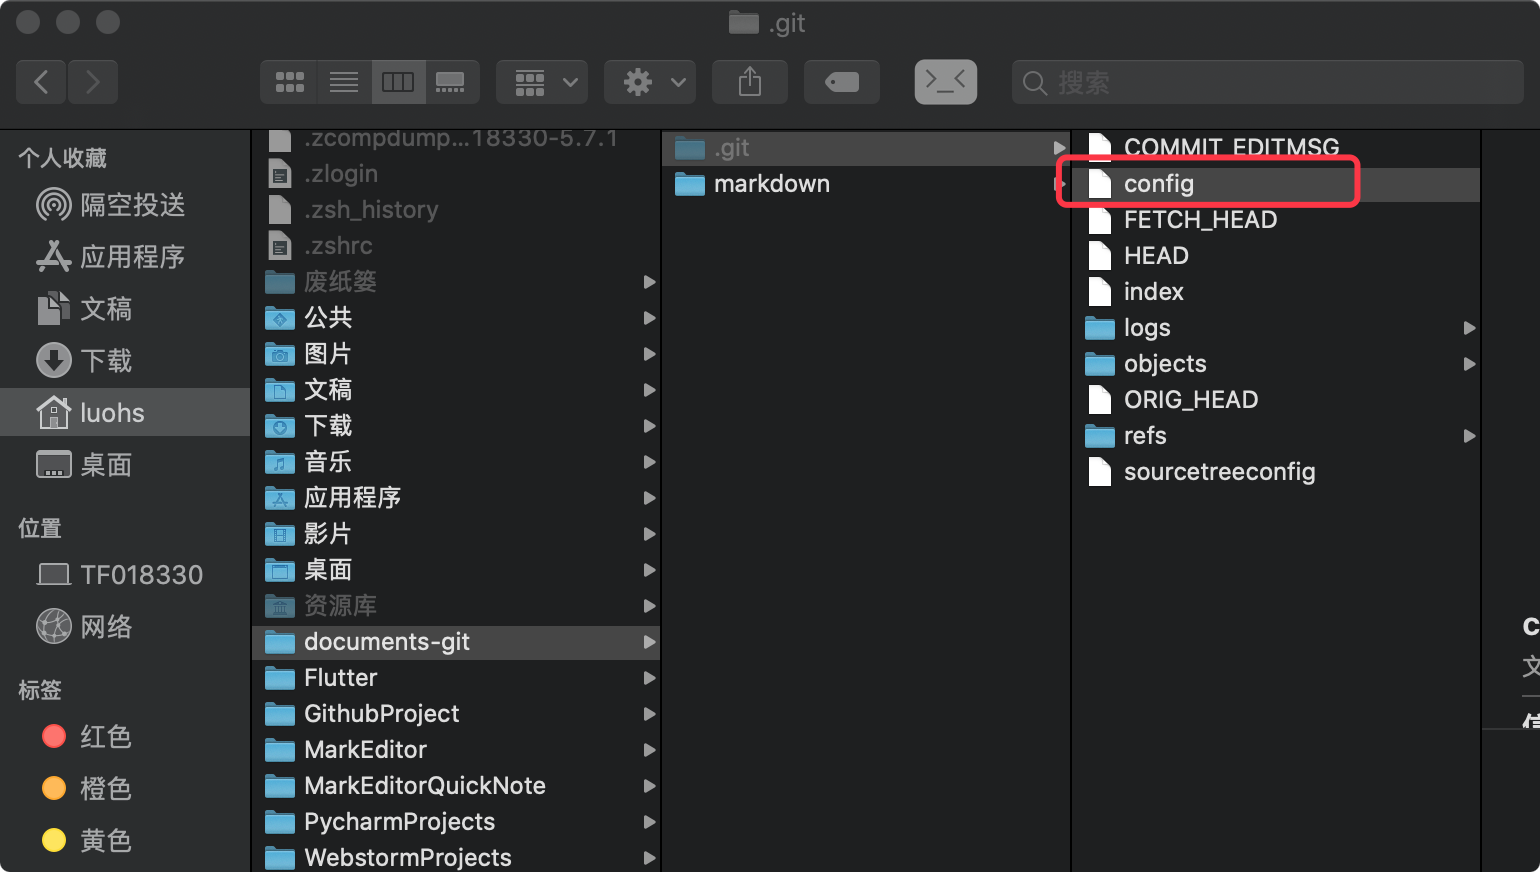 .git
搜索
个人收藏
隔空投送
应用程序
文稿
下载
luohs
桌面
位置
TF018330
网络
标签
红色
橙色
黄色
.zcompdump...18330-5.7.1
.zlogin
.zsh_history
.zshrc
废纸篓
公共
图片
文稿
下载
音乐
应用程序
影片
桌面
资源库
documents-git
Flutter
GithubProject
MarkEditor
MarkEditorQuickNote
PycharmProjects
WebstormProjects
.git
markdown
COMMIT_EDITMSG
config
FETCH_HEAD
HEAD
index
logs
objects
ORIG_HEAD
refs
sourcetreeconfig
c
文